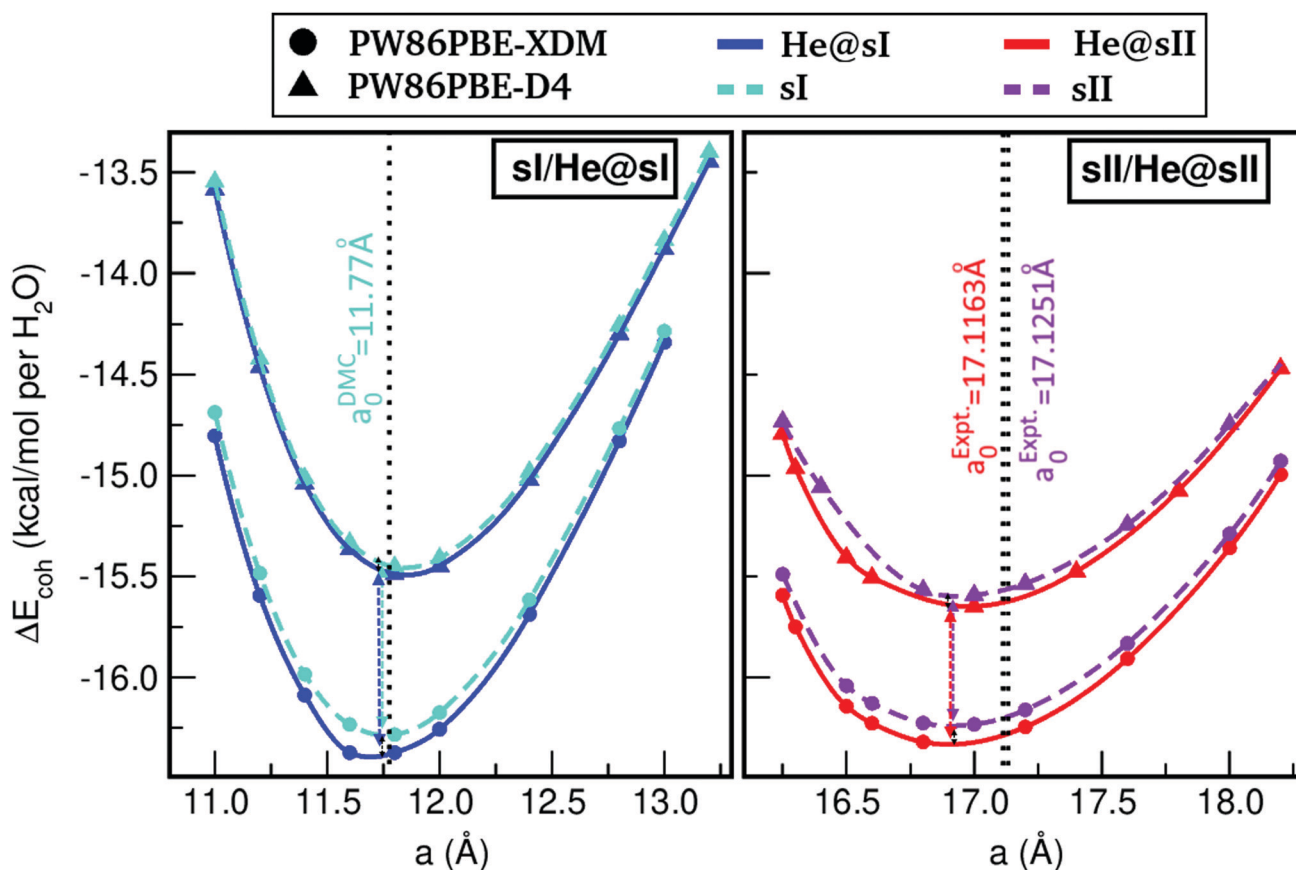 PW86PBE-XDM He@sI He@sII
PW86PBE-D4 sI sII
sI/He@sI
sII/He@sII
-13.5
-14.0
-14.5
-15.0
-15.5
-16.0
ΔE_coh (kcal/mol per H₂O)
a₀^DMC=11.77Å
a₀^Expt.=17.1163Å
a₀^Expt.=17.1251Å
11.0 11.5 12.0 12.5 13.0
16.5 17.0 17.5 18.0
a (Å)
a (Å)